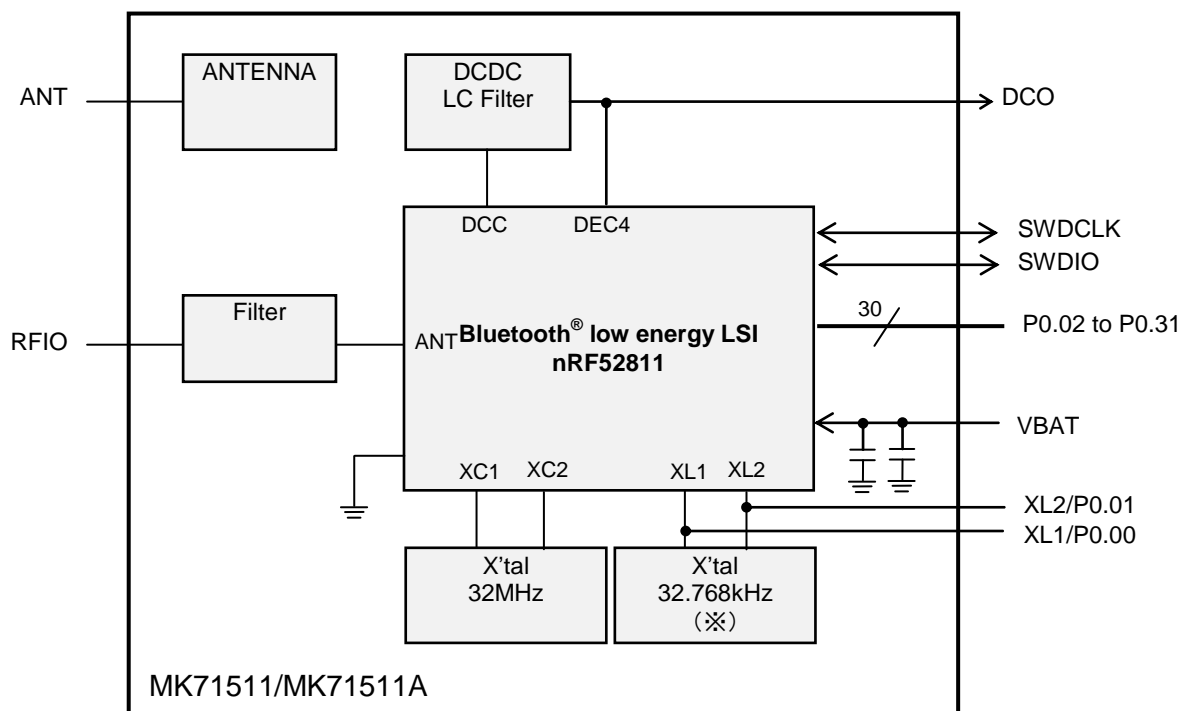 ANTENNA
ANT
DCDC
LC Filter
DCO
DCC
DEC4
SWDCLK
SWDIO
Filter
30
P0.02 to P0.31
RFIO
ANT
Bluetooth® low energy LSI
nRF52811
VBAT
XC1
XC2
XL1
XL2
XL2/P0.01
XL1/P0.00
X'tal
32MHz
X'tal
32.768kHz
(※)
MK71511/MK71511A